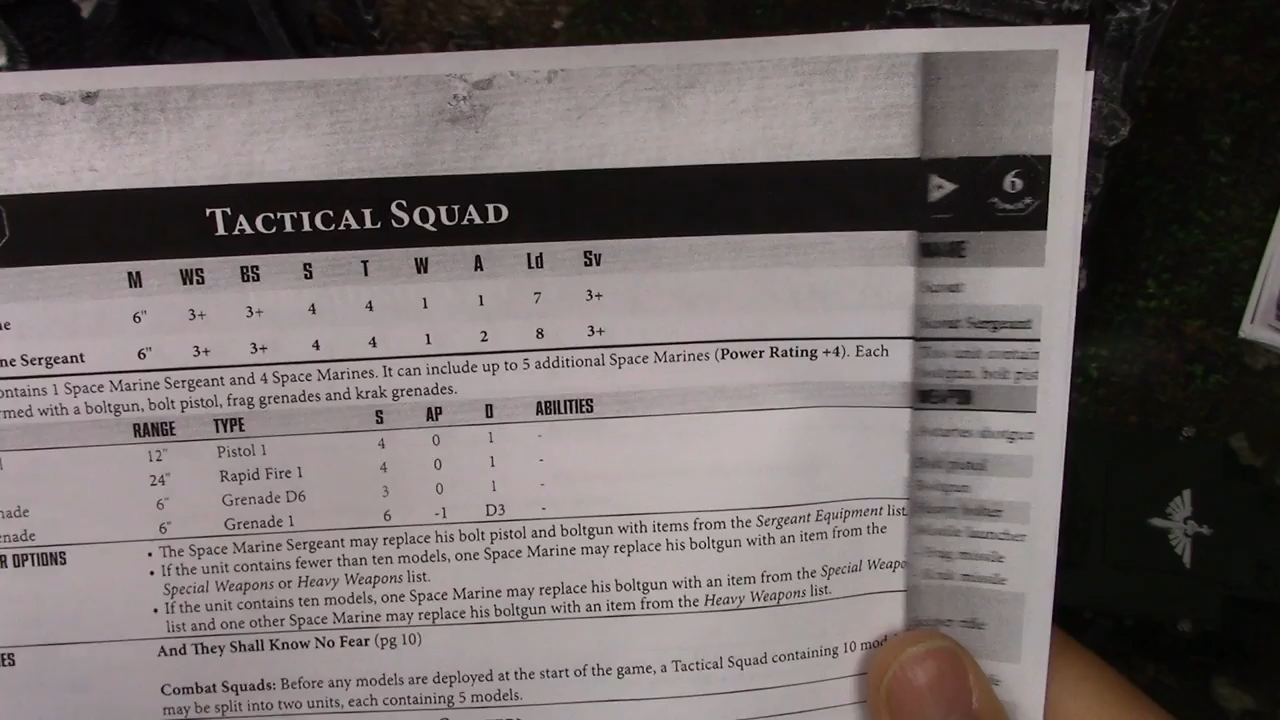 6
TACTICAL SQUAD
M WS BS S T W A Ld Sv
6" 3+ 3+ 4 4 1 1 7 3+
ne Sergeant 6" 3+ 3+ 4 4 1 2 8 3+
ontains 1 Space Marine Sergeant and 4 Space Marines. It can include up to 5 additional Space Marines (Power Rating +4). Each
rmed with a boltgun, bolt pistol, frag grenades and krak grenades.
RANGE TYPE S AP D ABILITIES
12" Pistol 1 4 0 1 -
24" Rapid Fire 1 4 0 1 -
nade 6" Grenade D6 3 0 1 -
enade 6" Grenade 1 6 -1 D3 -
R OPTIONS
• The Space Marine Sergeant may replace his bolt pistol and boltgun with items from the Sergeant Equipment list
• If the unit contains fewer than ten models, one Space Marine may replace his boltgun with an item from the
Special Weapons or Heavy Weapons list.
• If the unit contains ten models, one Space Marine may replace his boltgun with an item from the Special Weapo
list and one other Space Marine may replace his boltgun with an item from the Heavy Weapons list.
ES And They Shall Know No Fear (pg 10)
Combat Squads: Before any models are deployed at the start of the game, a Tactical Squad containing 10 mod
may be split into two units, each containing 5 models.